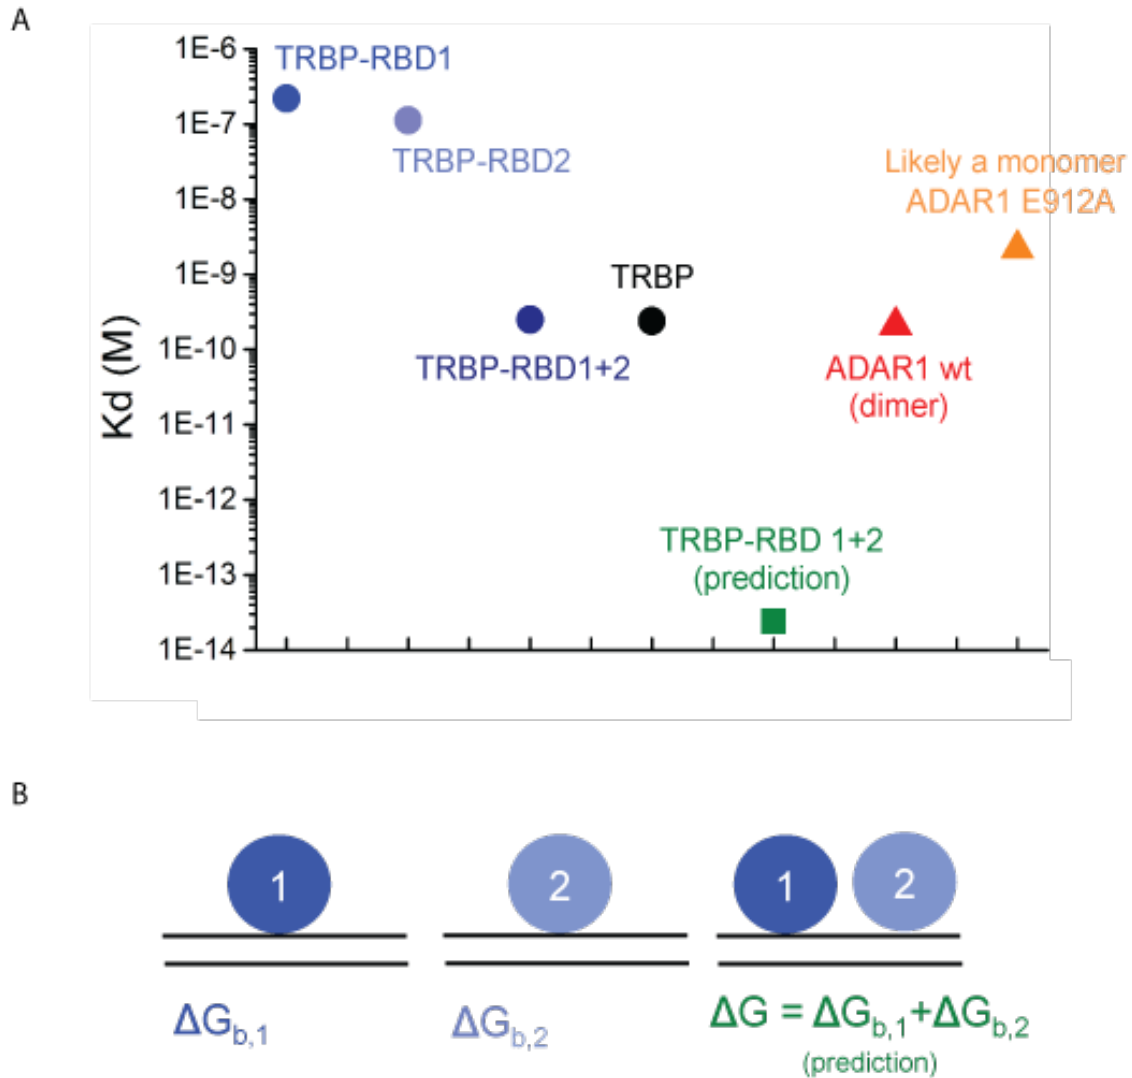 A
1E-6
TRBP-RBD1
1E-7
TRBP-RBD2
Likely a monomer
1E-8
ADAR1 E912A
1E-9
TRBP
1E-10
TRBP-RBD1+2
ADAR1 wt
(dimer)
Kd (M)
1E-11
1E-12
TRBP-RBD 1+2
(prediction)
1E-13
1E-14
B
1
2
1
2
ΔGb,1
ΔGb,2
ΔG = ΔGb,1+ΔGb,2
(prediction)